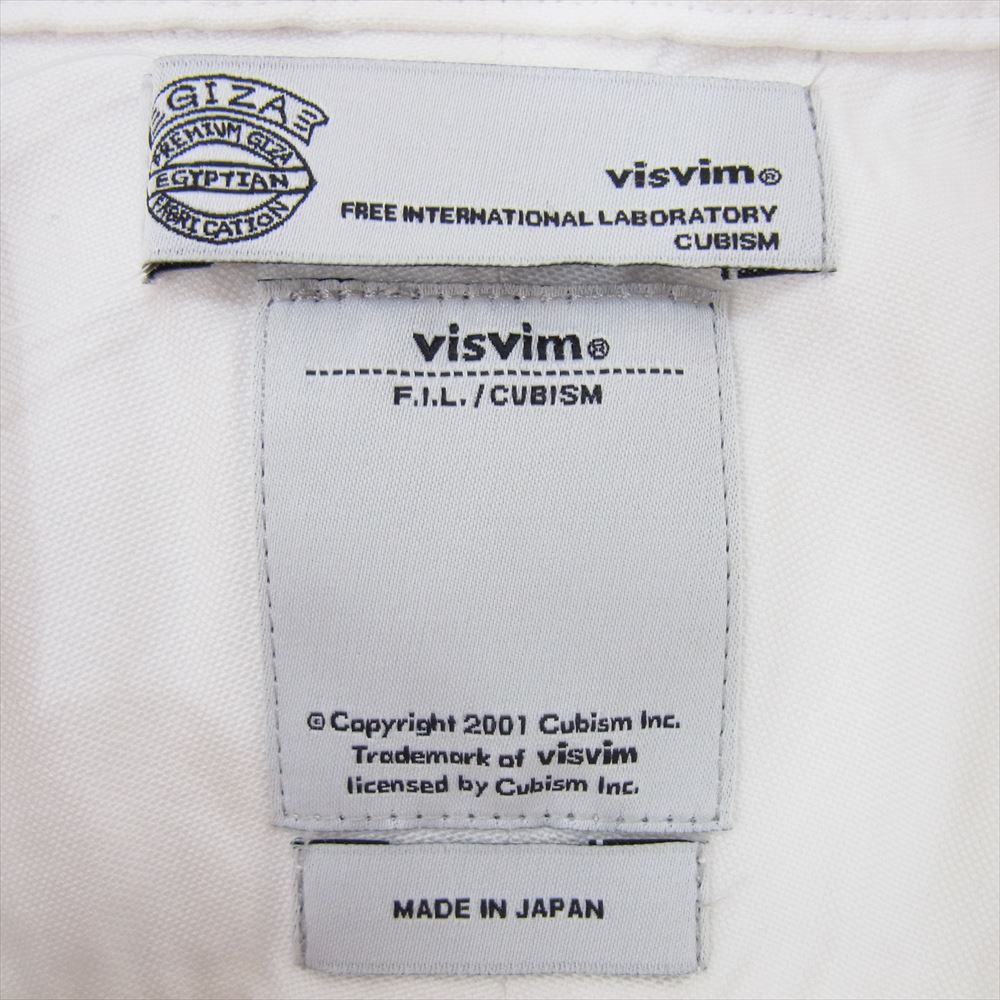 GIZA
PREMIUM GIZA
EGYPTIAN
FABRICATION
visvim®
FREE INTERNATIONAL LABORATORY
CUBISM
visvim®
F.I.L. / CUBISM
© Copyright 2001 Cubism Inc.
Trademark of visvim
licensed by Cubism Inc.
MADE IN JAPAN